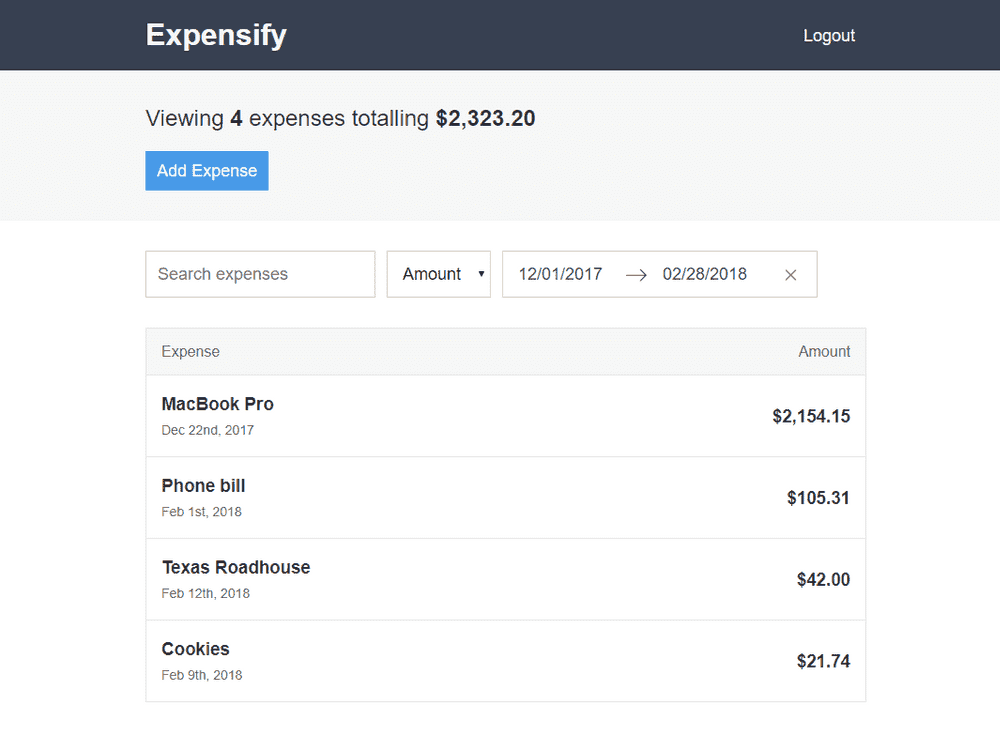 Expensify
Logout
Viewing 4 expenses totalling $2,323.20
Add Expense
Search expenses
Amount
12/01/2017
02/28/2018
Expense
Amount
MacBook Pro
Dec 22nd, 2017
$2,154.15
Phone bill
Feb 1st, 2018
$105.31
Texas Roadhouse
Feb 12th, 2018
$42.00
Cookies
Feb 9th, 2018
$21.74